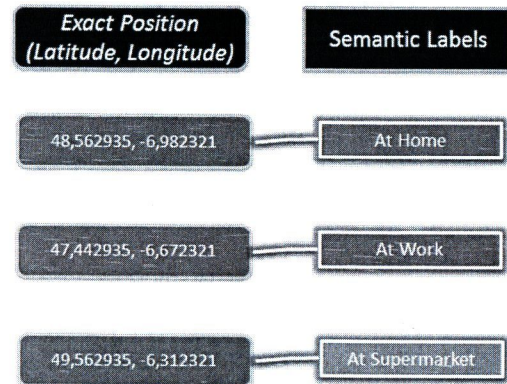 Exact Position
(Latitude, Longitude)
Semantic Labels
48,562935, -6,982321
At Home
47,442935, -6,672321
At Work
49,562935, -6,312321
At Supermarket